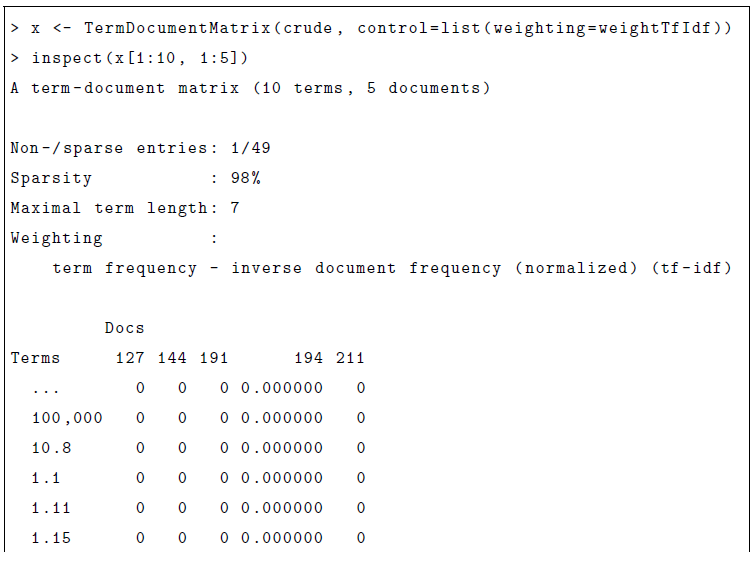 > x <- TermDocumentMatrix(crude, control=list(weighting=weightTfIdf))
> inspect(x[1:10, 1:5])
A term-document matrix (10 terms, 5 documents)

Non-/sparse entries: 1/49
Sparsity           : 98%
Maximal term length: 7
Weighting          :
    term frequency - inverse document frequency (normalized) (tf-idf)

         Docs
Terms     127 144 191      194 211
  ...       0   0   0 0.000000   0
  100,000   0   0   0 0.000000   0
  10.8      0   0   0 0.000000   0
  1.1       0   0   0 0.000000   0
  1.11      0   0   0 0.000000   0
  1.15      0   0   0 0.000000   0